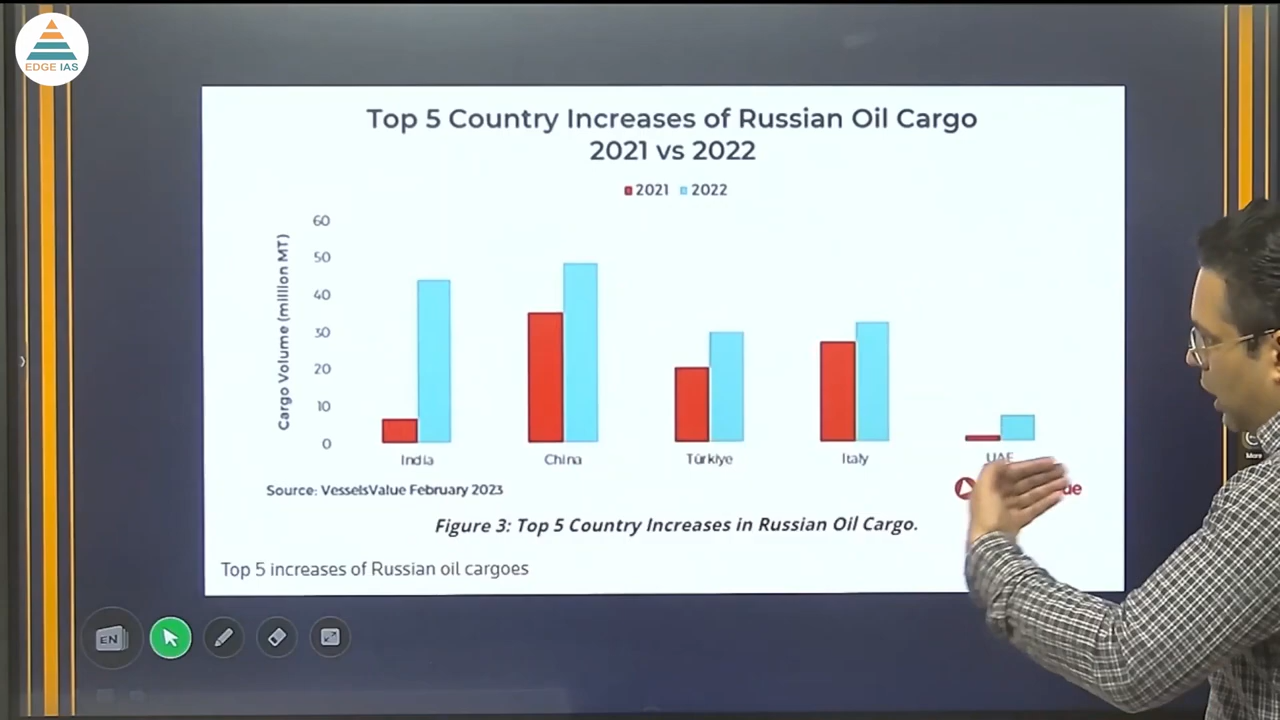 EDGE IAS
Top 5 Country Increases of Russian Oil Cargo
2021 vs 2022
2021 2022
Cargo Volume (million MT)
60
50
40
30
20
10
0
India China Türkiye Italy UAE
Source: VesselsValue February 2023
Figure 3: Top 5 Country Increases in Russian Oil Cargo.
Top 5 increases of Russian oil cargoes
EN
More